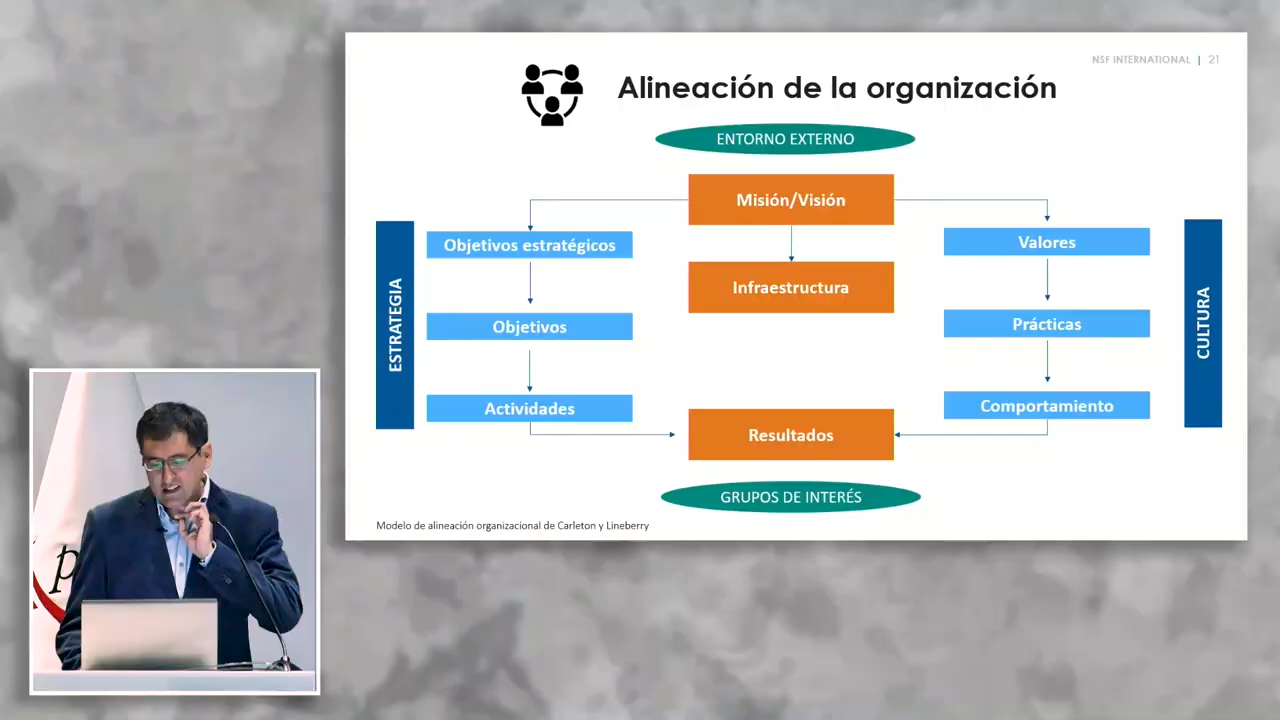 NSF INTERNATIONAL | 21
Alineación de la organización
ENTORNO EXTERNO
Misión/Visión
Objetivos estratégicos
Valores
Infraestructura
ESTRATEGIA
CULTURA
Objetivos
Prácticas
Actividades
Comportamiento
Resultados
GRUPOS DE INTERÉS
Modelo de alineación organizacional de Carleton y Lineberry
p